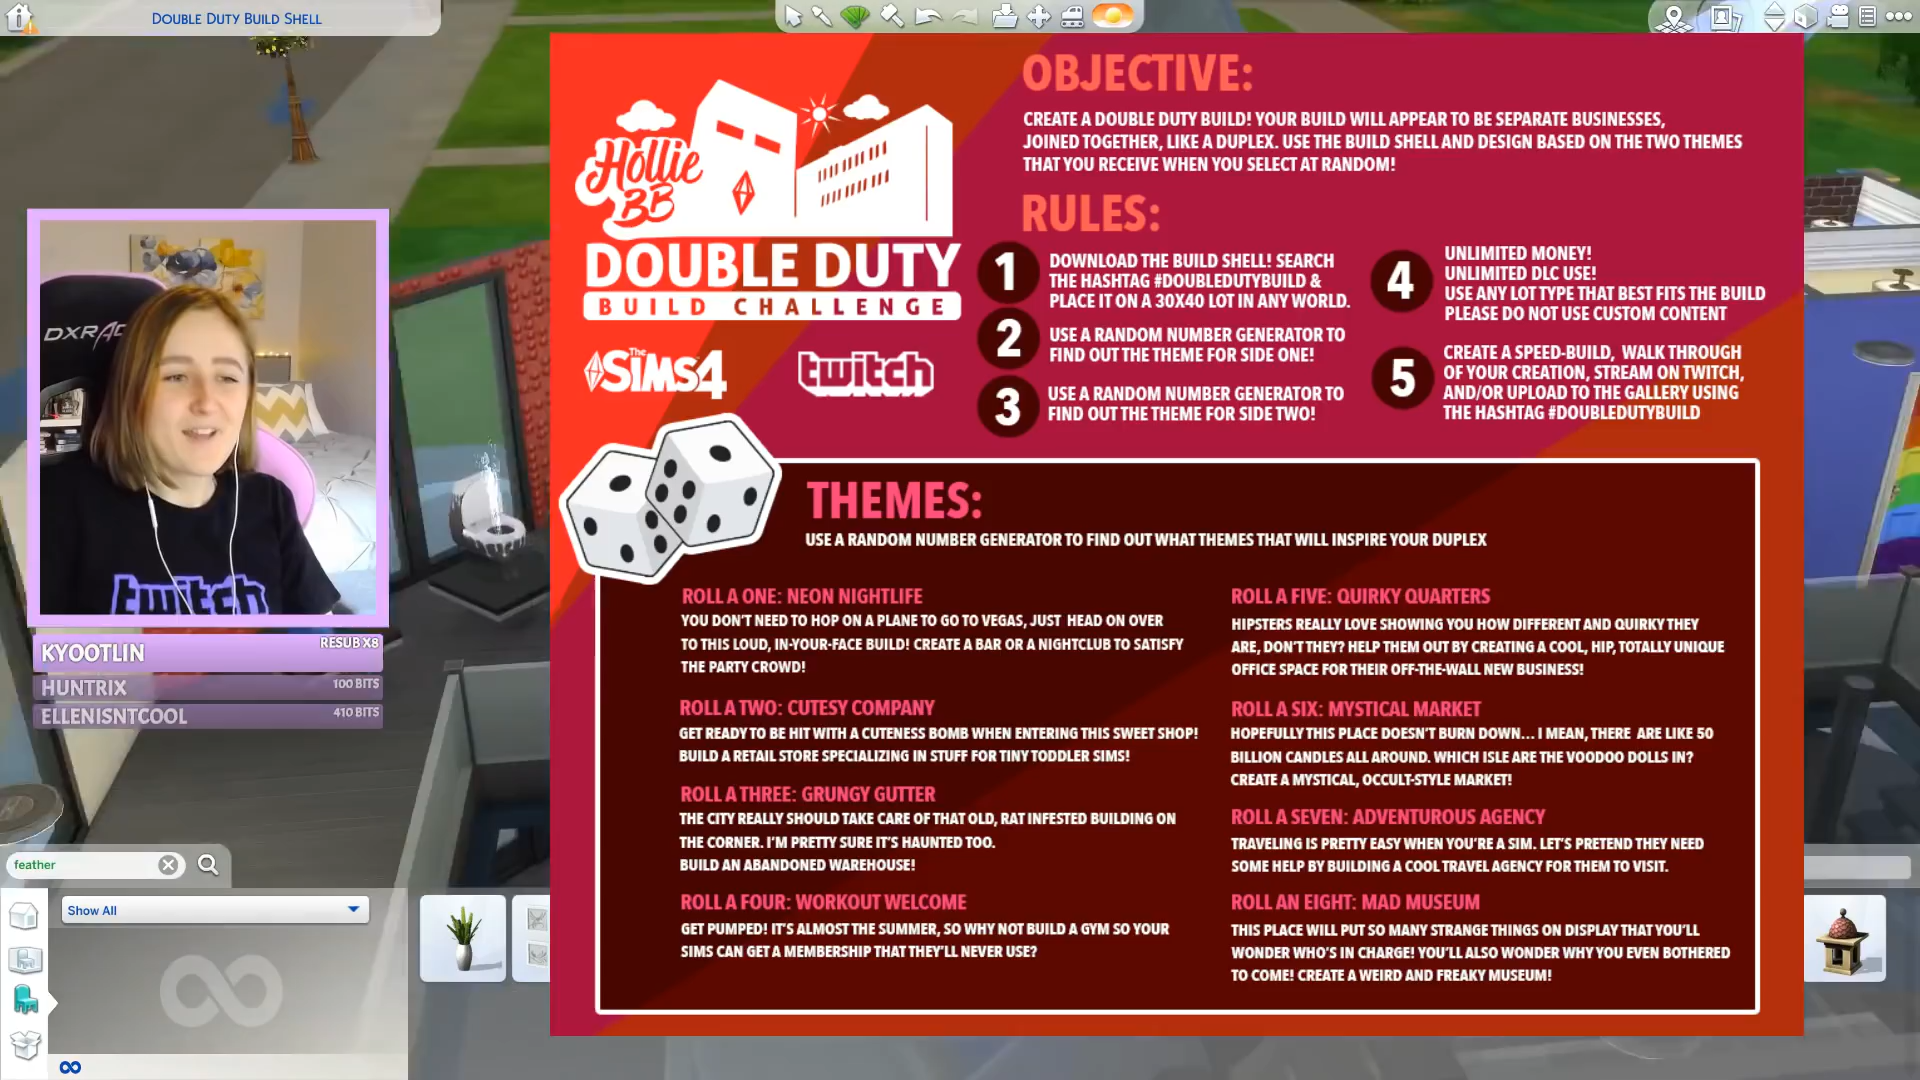 DOUBLE DUTY BUILD SHELL
DXRAC
twitch
KYOOTLIN
RESUB X8
HUNTRIX
100 BITS
ELLENISNTCOOL
410 BITS
feather
Show All
Hollie
BB
DOUBLE DUTY
BUILD CHALLENGE
The SiMS 4
twitch
OBJECTIVE:
CREATE A DOUBLE DUTY BUILD! YOUR BUILD WILL APPEAR TO BE SEPARATE BUSINESSES,
JOINED TOGETHER, LIKE A DUPLEX. USE THE BUILD SHELL AND DESIGN BASED ON THE TWO THEMES
THAT YOU RECEIVE WHEN YOU SELECT AT RANDOM!
RULES:
1
DOWNLOAD THE BUILD SHELL! SEARCH
THE HASHTAG #DOUBLEDUTYBUILD &
PLACE IT ON A 30X40 LOT IN ANY WORLD.
2
USE A RANDOM NUMBER GENERATOR TO
FIND OUT THE THEME FOR SIDE ONE!
3
USE A RANDOM NUMBER GENERATOR TO
FIND OUT THE THEME FOR SIDE TWO!
4
UNLIMITED MONEY!
UNLIMITED DLC USE!
USE ANY LOT TYPE THAT BEST FITS THE BUILD
PLEASE DO NOT USE CUSTOM CONTENT
5
CREATE A SPEED-BUILD, WALK THROUGH
OF YOUR CREATION, STREAM ON TWITCH,
AND/OR UPLOAD TO THE GALLERY USING
THE HASHTAG #DOUBLEDUTYBUILD
THEMES:
USE A RANDOM NUMBER GENERATOR TO FIND OUT WHAT THEMES THAT WILL INSPIRE YOUR DUPLEX
ROLL A ONE: NEON NIGHTLIFE
YOU DON'T NEED TO HOP ON A PLANE TO GO TO VEGAS, JUST HEAD ON OVER
TO THIS LOUD, IN-YOUR-FACE BUILD! CREATE A BAR OR A NIGHTCLUB TO SATISFY
THE PARTY CROWD!
ROLL A TWO: CUTESY COMPANY
GET READY TO BE HIT WITH A CUTENESS BOMB WHEN ENTERING THIS SWEET SHOP!
BUILD A RETAIL STORE SPECIALIZING IN STUFF FOR TINY TODDLER SIMS!
ROLL A THREE: GRUNGY GUTTER
THE CITY REALLY SHOULD TAKE CARE OF THAT OLD, RAT INFESTED BUILDING ON
THE CORNER. I'M PRETTY SURE IT'S HAUNTED TOO.
BUILD AN ABANDONED WAREHOUSE!
ROLL A FOUR: WORKOUT WELCOME
GET PUMPED! IT'S ALMOST THE SUMMER, SO WHY NOT BUILD A GYM SO YOUR
SIMS CAN GET A MEMBERSHIP THAT THEY'LL NEVER USE?
ROLL A FIVE: QUIRKY QUARTERS
HIPSTERS REALLY LOVE SHOWING YOU HOW DIFFERENT AND QUIRKY THEY
ARE, DON'T THEY? HELP THEM OUT BY CREATING A COOL, HIP, TOTALLY UNIQUE
OFFICE SPACE FOR THEIR OFF-THE-WALL NEW BUSINESS!
ROLL A SIX: MYSTICAL MARKET
HOPEFULLY THIS PLACE DOESN'T BURN DOWN... I MEAN, THERE ARE LIKE 50
BILLION CANDLES ALL AROUND. WHICH ISLE ARE THE VOODOO DOLLS IN?
CREATE A MYSTICAL, OCCULT-STYLE MARKET!
ROLL A SEVEN: ADVENTUROUS AGENCY
TRAVELING IS PRETTY EASY WHEN YOU'RE A SIM. LET'S PRETEND THEY NEED
SOME HELP BY BUILDING A COOL TRAVEL AGENCY FOR THEM TO VISIT.
ROLL AN EIGHT: MAD MUSEUM
THIS PLACE WILL PUT SO MANY STRANGE THINGS ON DISPLAY THAT YOU'LL
WONDER WHO'S IN CHARGE! YOU'LL ALSO WONDER WHY YOU EVEN BOTHERED
TO COME! CREATE A WEIRD AND FREAKY MUSEUM!